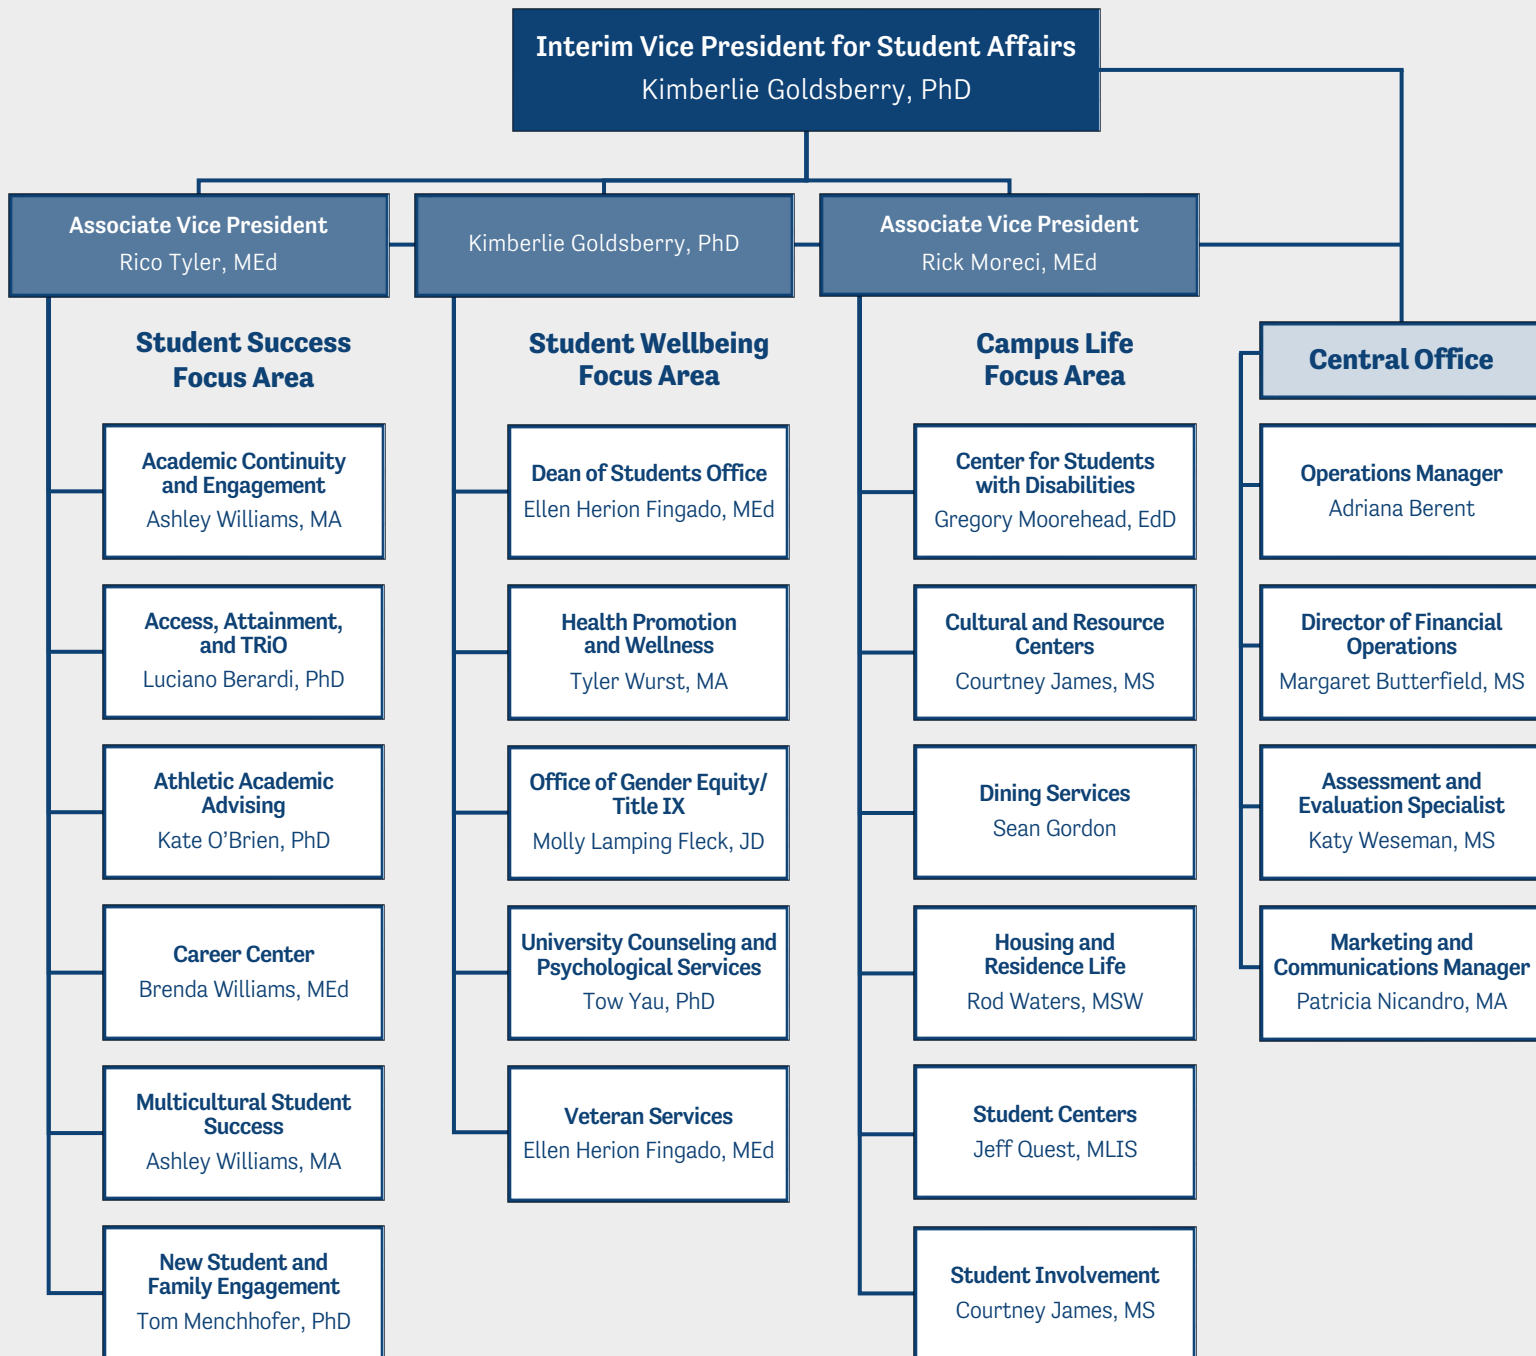 Interim Vice President for Student Affairs
Kimberlie Goldsberry, PhD
Associate Vice President
Rico Tyler, MEd
Kimberlie Goldsberry, PhD
Associate Vice President
Rick Moreci, MEd
Student Success
Focus Area
Academic Continuity
and Engagement
Ashley Williams, MA
Access, Attainment,
and TRiO
Luciano Berardi, PhD
Athletic Academic
Advising
Kate O’Brien, PhD
Career Center
Brenda Williams, MEd
Multicultural Student
Success
Ashley Williams, MA
New Student and
Family Engagement
Tom Menchhofer, PhD
Student Wellbeing
Focus Area
Dean of Students Office
Ellen Herion Fingado, MEd
Health Promotion
and Wellness
Tyler Wurst, MA
Office of Gender Equity/
Title IX
Molly Lamping Fleck, JD
University Counseling and
Psychological Services
Tow Yau, PhD
Veteran Services
Ellen Herion Fingado, MEd
Campus Life
Focus Area
Center for Students
with Disabilities
Gregory Moorehead, EdD
Cultural and Resource
Centers
Courtney James, MS
Dining Services
Sean Gordon
Housing and
Residence Life
Rod Waters, MSW
Student Centers
Jeff Quest, MLIS
Student Involvement
Courtney James, MS
Central Office
Operations Manager
Adriana Berent
Director of Financial
Operations
Margaret Butterfield, MS
Assessment and
Evaluation Specialist
Katy Weseman, MS
Marketing and
Communications Manager
Patricia Nicandro, MA